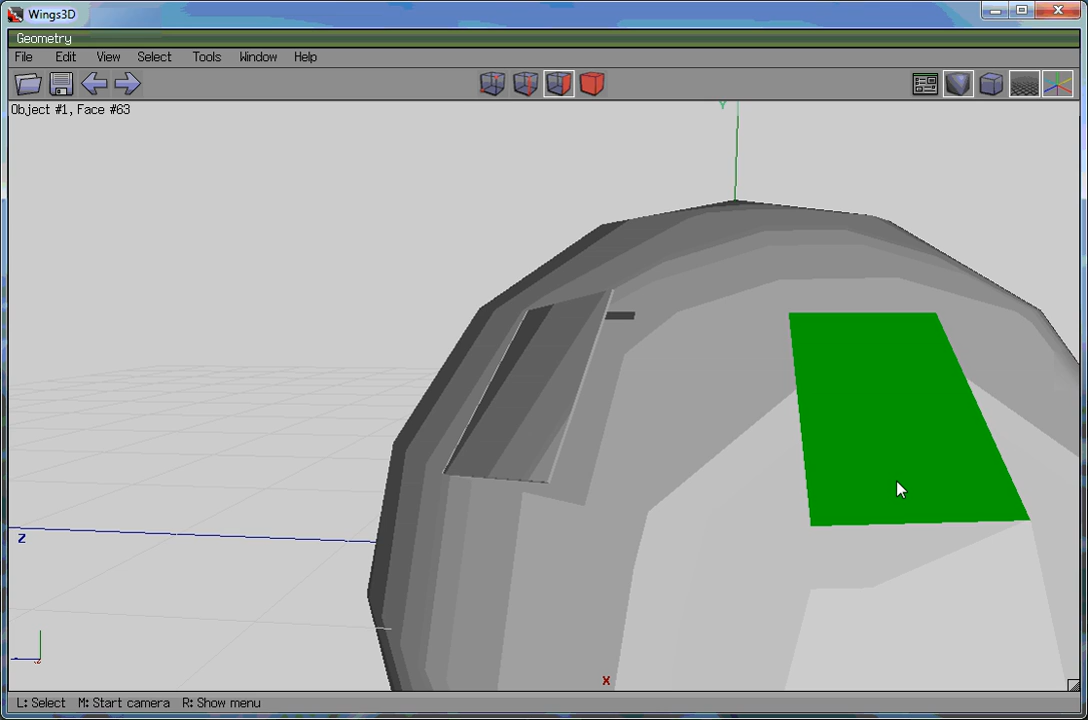 Wings3D
Geometry
File Edit View Select Tools Window Help
Object #1, Face #63
Y
Z
X
L: Select M: Start camera R: Show menu